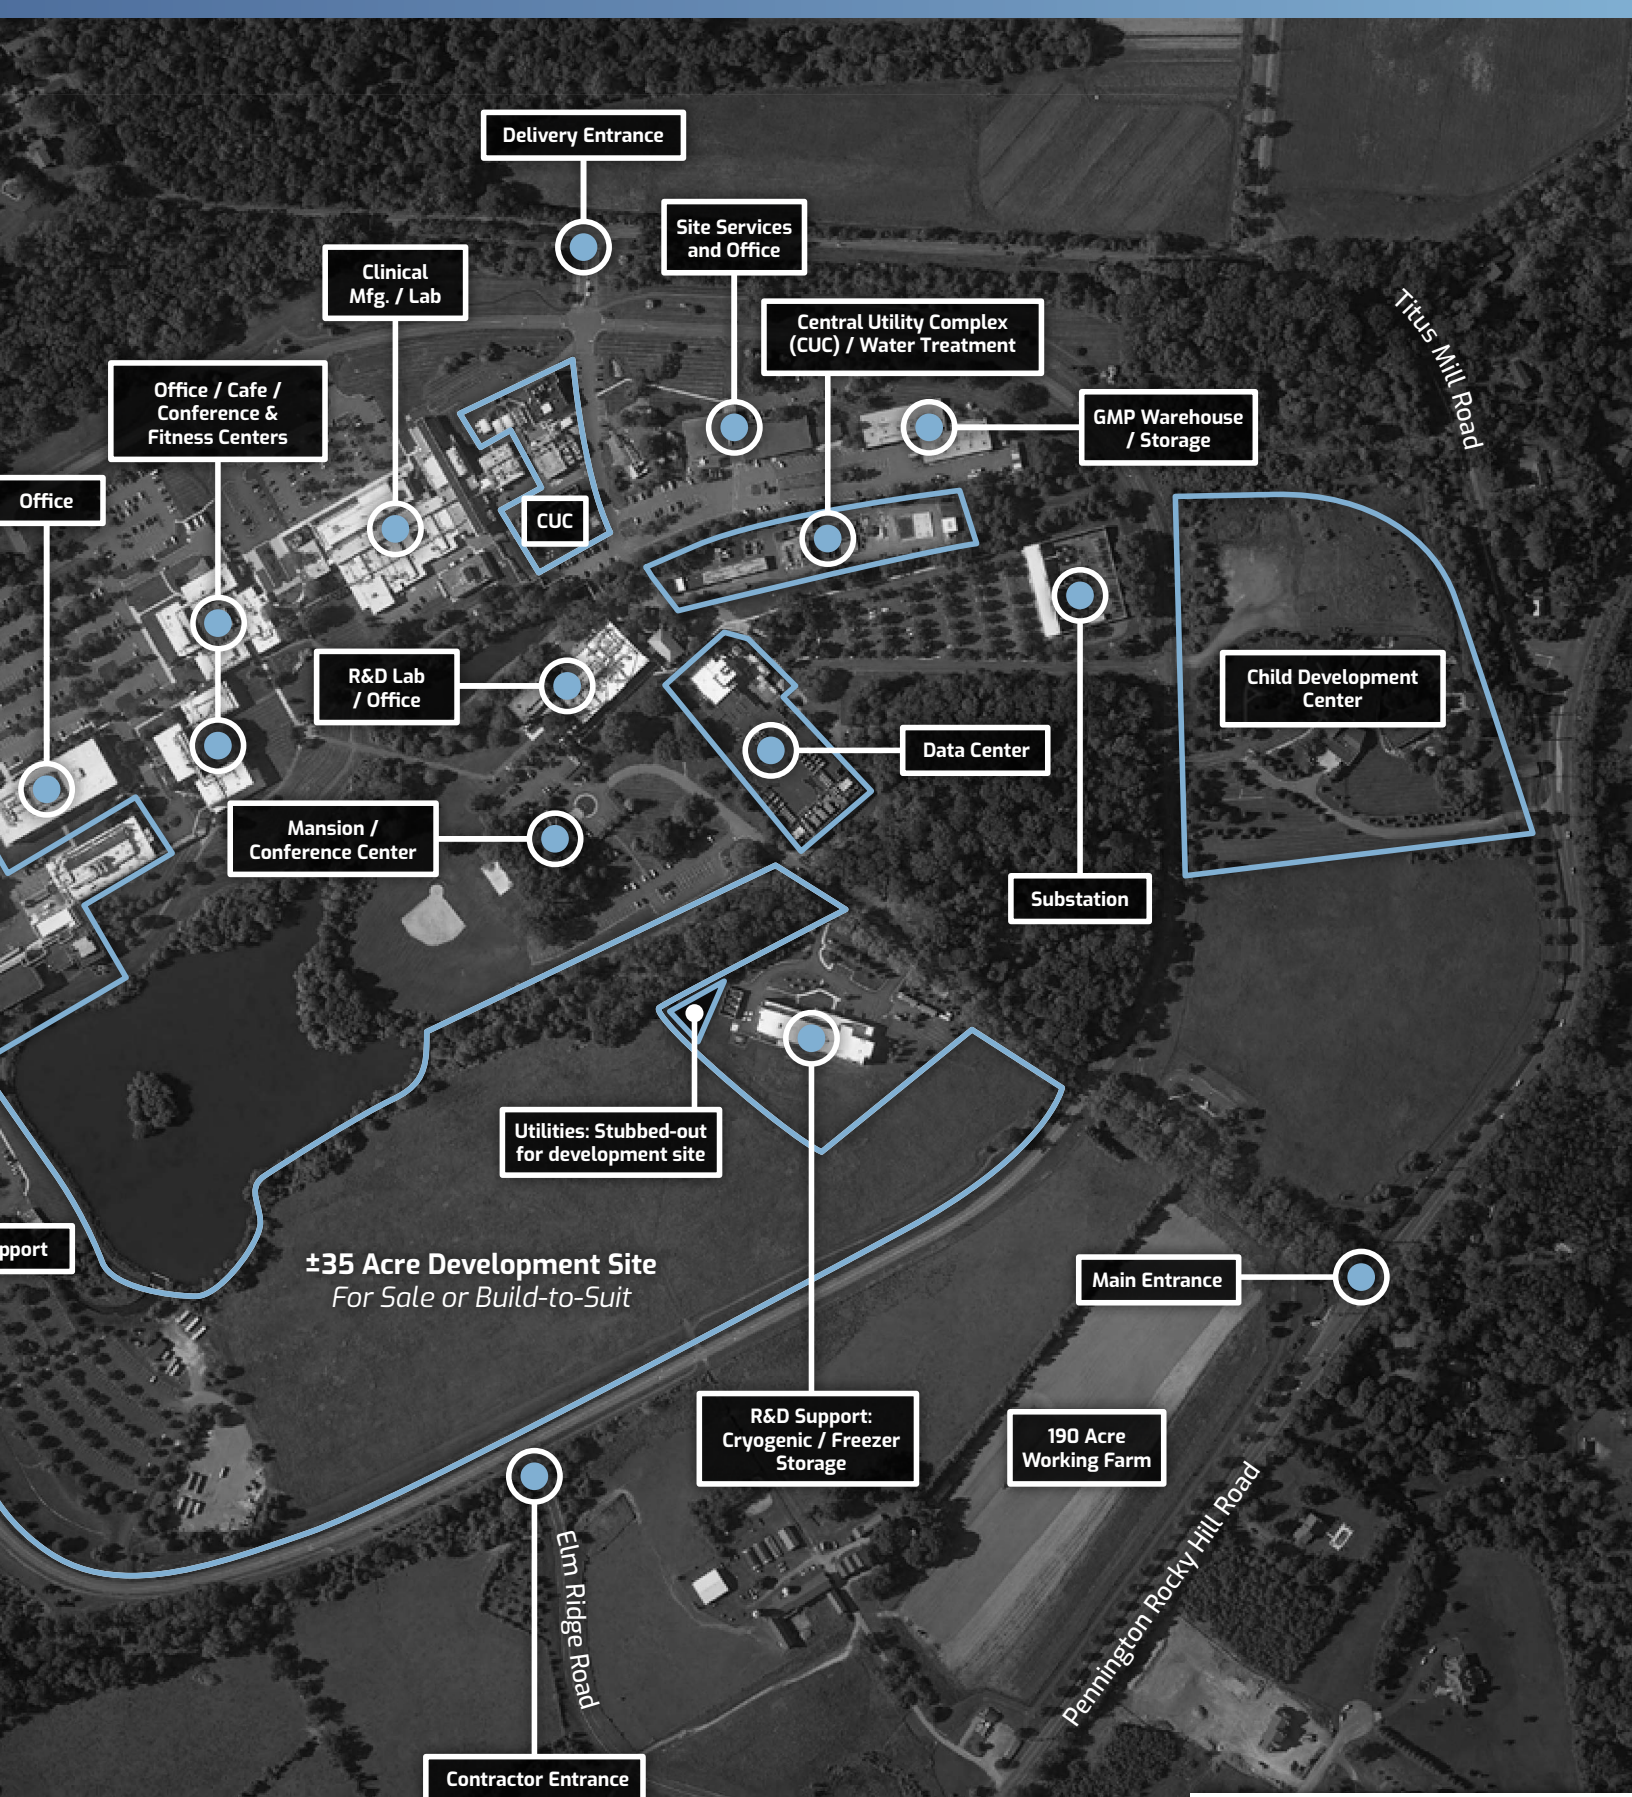 Delivery Entrance
Site Services
and Office
Clinical
Mfg. / Lab
Central Utility Complex
(CUC) / Water Treatment
Titus Mill Road
Office / Cafe /
Conference &
Fitness Centers
GMP Warehouse
/ Storage
Office
CUC
R&D Lab
/ Office
Child Development
Center
Data Center
Mansion /
Conference Center
Substation
Utilities: Stubbed-out
for development site
pport
±35 Acre Development Site
For Sale or Build-to-Suit
Main Entrance
R&D Support:
Cryogenic / Freezer
Storage
190 Acre
Working Farm
Elm Ridge Road
Pennington Rocky Hill Road
Contractor Entrance